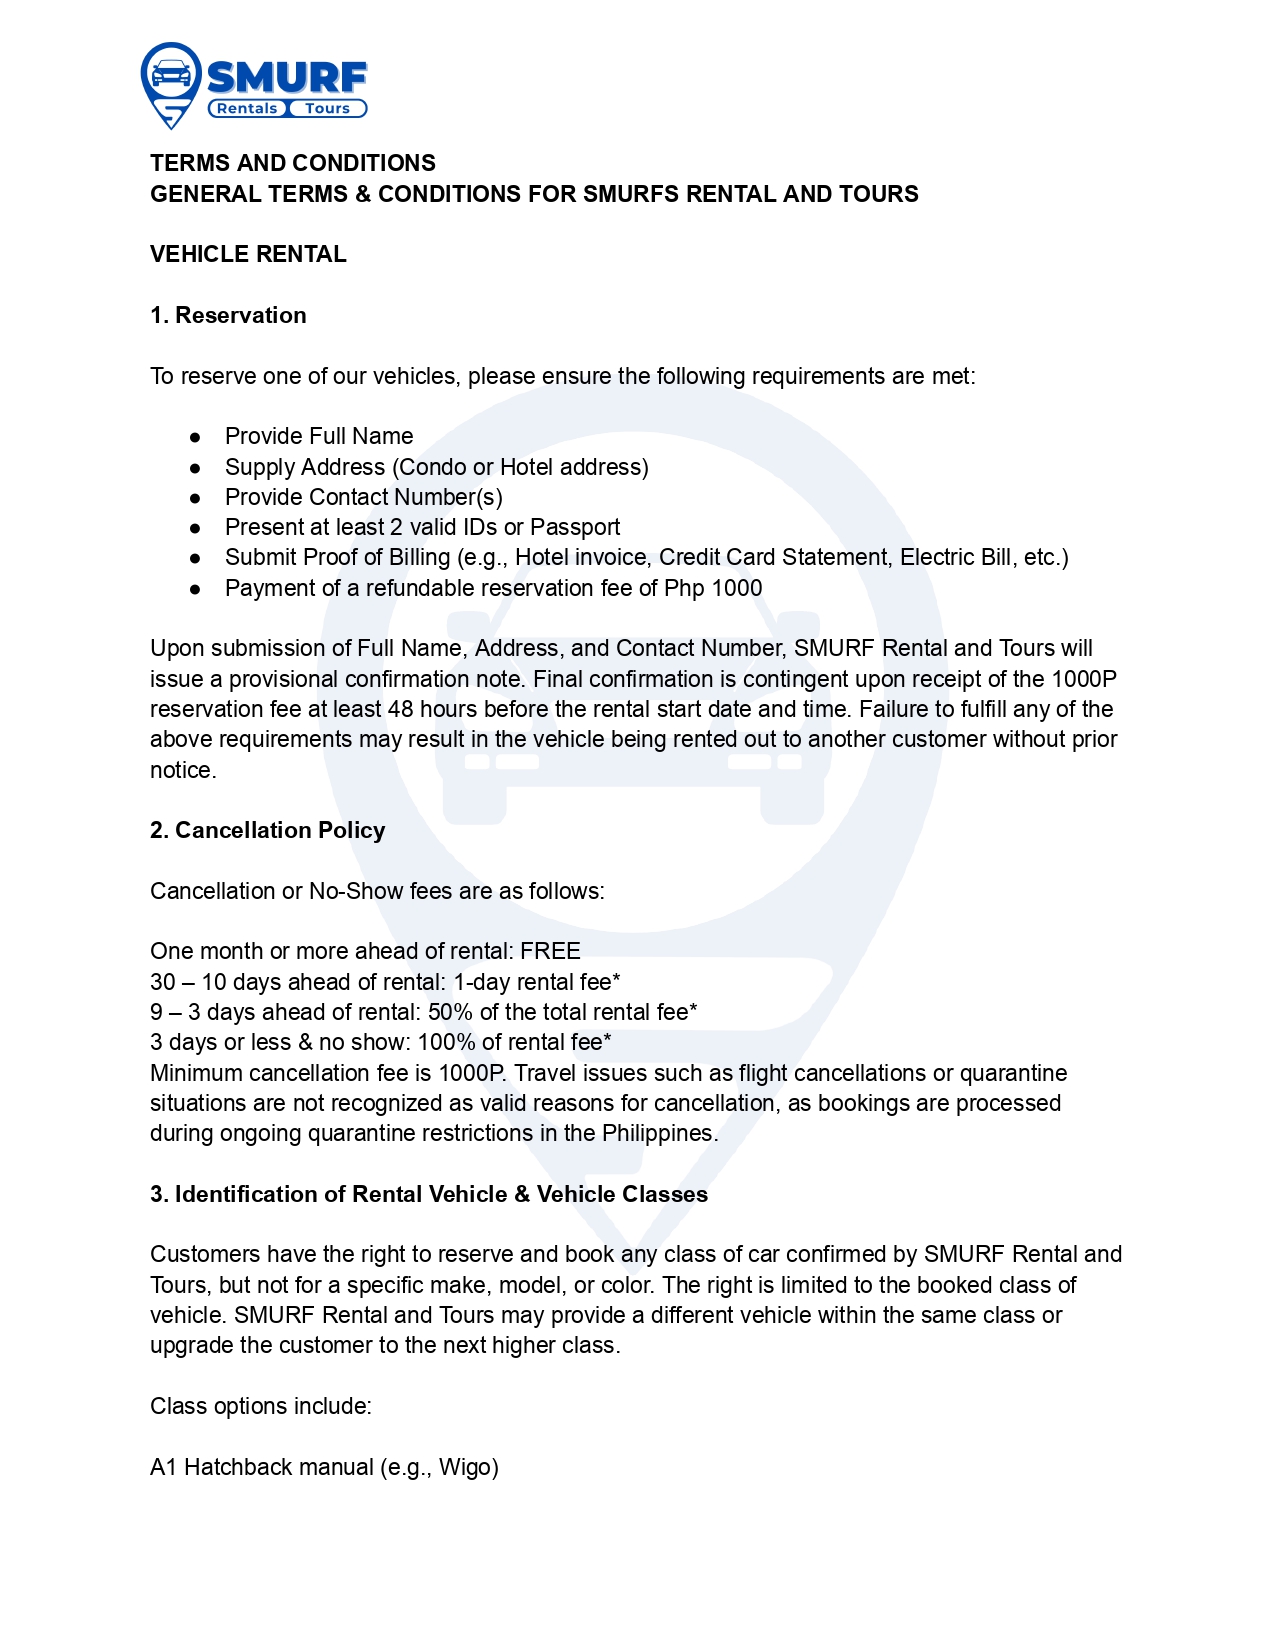 SMURF
Rentals Tours
TERMS AND CONDITIONS
GENERAL TERMS & CONDITIONS FOR SMURFS RENTAL AND TOURS
VEHICLE RENTAL
1. Reservation
To reserve one of our vehicles, please ensure the following requirements are met:
● Provide Full Name
● Supply Address (Condo or Hotel address)
● Provide Contact Number(s)
● Present at least 2 valid IDs or Passport
● Submit Proof of Billing (e.g., Hotel invoice, Credit Card Statement, Electric Bill, etc.)
● Payment of a refundable reservation fee of Php 1000
Upon submission of Full Name, Address, and Contact Number, SMURF Rental and Tours will
issue a provisional confirmation note. Final confirmation is contingent upon receipt of the 1000P
reservation fee at least 48 hours before the rental start date and time. Failure to fulfill any of the
above requirements may result in the vehicle being rented out to another customer without prior
notice.
2. Cancellation Policy
Cancellation or No-Show fees are as follows:
One month or more ahead of rental: FREE
30 – 10 days ahead of rental: 1-day rental fee*
9 – 3 days ahead of rental: 50% of the total rental fee*
3 days or less & no show: 100% of rental fee*
Minimum cancellation fee is 1000P. Travel issues such as flight cancellations or quarantine
situations are not recognized as valid reasons for cancellation, as bookings are processed
during ongoing quarantine restrictions in the Philippines.
3. Identification of Rental Vehicle & Vehicle Classes
Customers have the right to reserve and book any class of car confirmed by SMURF Rental and
Tours, but not for a specific make, model, or color. The right is limited to the booked class of
vehicle. SMURF Rental and Tours may provide a different vehicle within the same class or
upgrade the customer to the next higher class.
Class options include:
A1 Hatchback manual (e.g., Wigo)